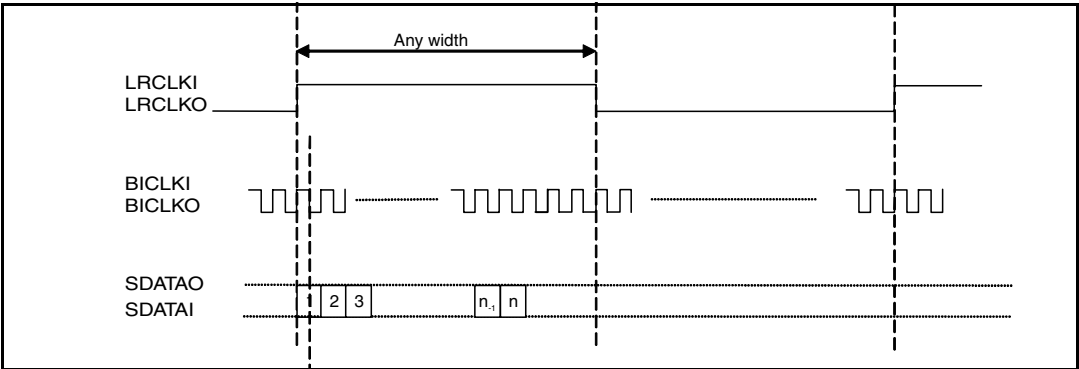 Any width
LRCLKI
LRCLKO
BICLKI
BICLKO
SDATAO
SDATAI
1 2 3 n-1 n